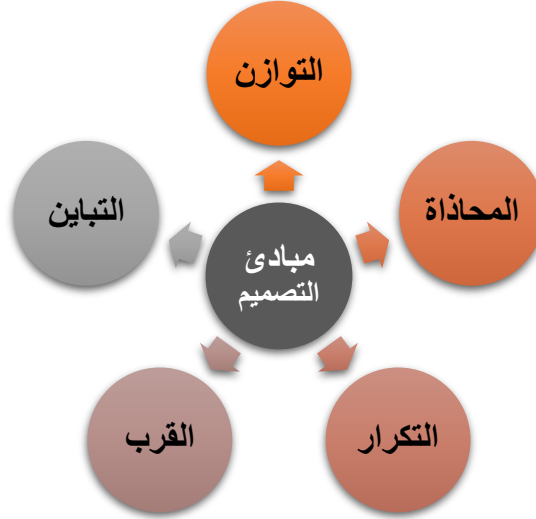 التوازن
المحاذاة
التباين
مبادئ
التصميم
التكرار
القرب